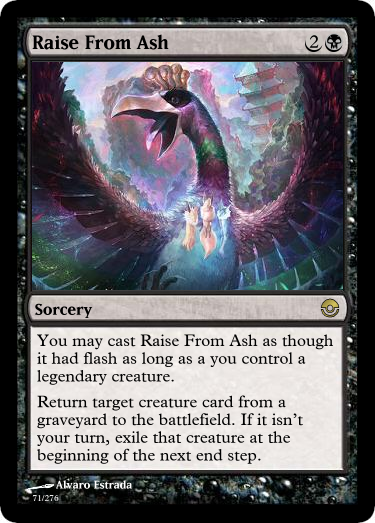 Raise From Ash 2
Sorcery
You may cast Raise From Ash as though
it had flash as long as a you control a
legendary creature.
Return target creature card from a
graveyard to the battlefield. If it isn't
your turn, exile that creature at the
beginning of the next end step.
Alvaro Estrada
71/276